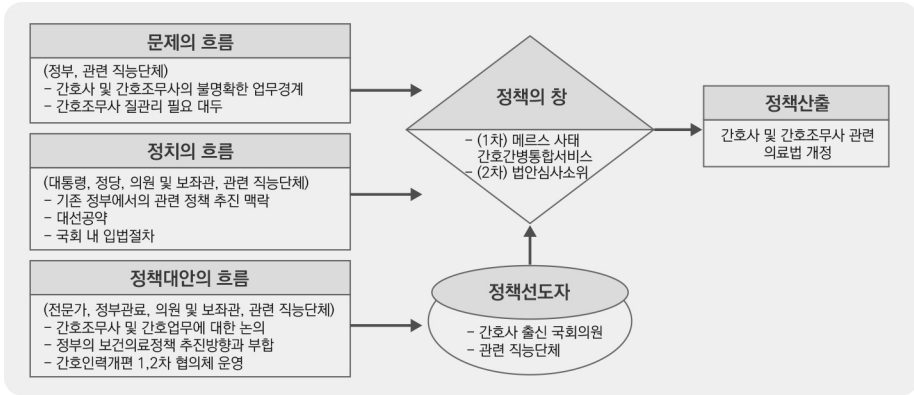 문제의 흐름
(정부, 관련 직능단체)
- 간호사 및 간호조무사의 불명확한 업무경계
- 간호조무사 질관리 필요 대두
정치의 흐름
(대통령, 정당, 의원 및 보좌관, 관련 직능단체)
- 기존 정부에서의 관련 정책 추진 맥락
- 대선공약
- 국회 내 입법절차
정책대안의 흐름
(전문가, 정부관료, 의원 및 보좌관, 관련 직능단체)
- 간호조무사 및 간호업무에 대한 논의
- 정부의 보건의료정책 추진방향과 부합
- 간호인력개편 1,2차 협의체 운영
정책의 창
- (1차) 메르스 사태
간호간병통합서비스
- (2차) 법안심사소위
정책선도자
- 간호사 출신 국회의원
- 관련 직능단체
정책산출
간호사 및 간호조무사 관련
의료법 개정